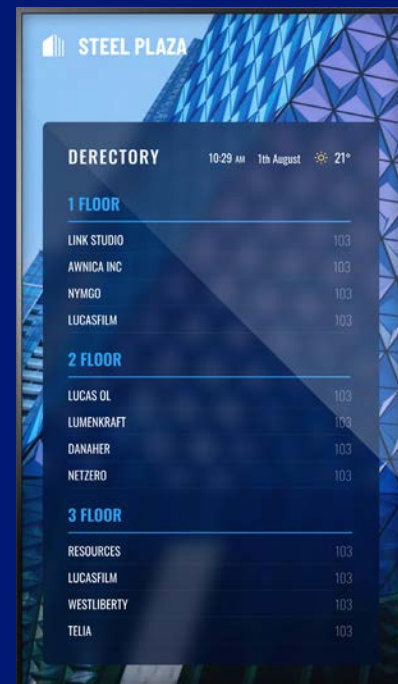 STEEL PLAZA
DERECTORY 10:29 AM 1th August 21°
1 FLOOR
LINK STUDIO 103
AWNICA INC 103
NYMGO 103
LUCASFILM 103
2 FLOOR
LUCAS OL 103
LUMENKRAFT 103
DANAHER 103
NETZERO 103
3 FLOOR
RESOURCES 103
LUCASFILM 103
WESTLIBERTY 103
TELIA 103